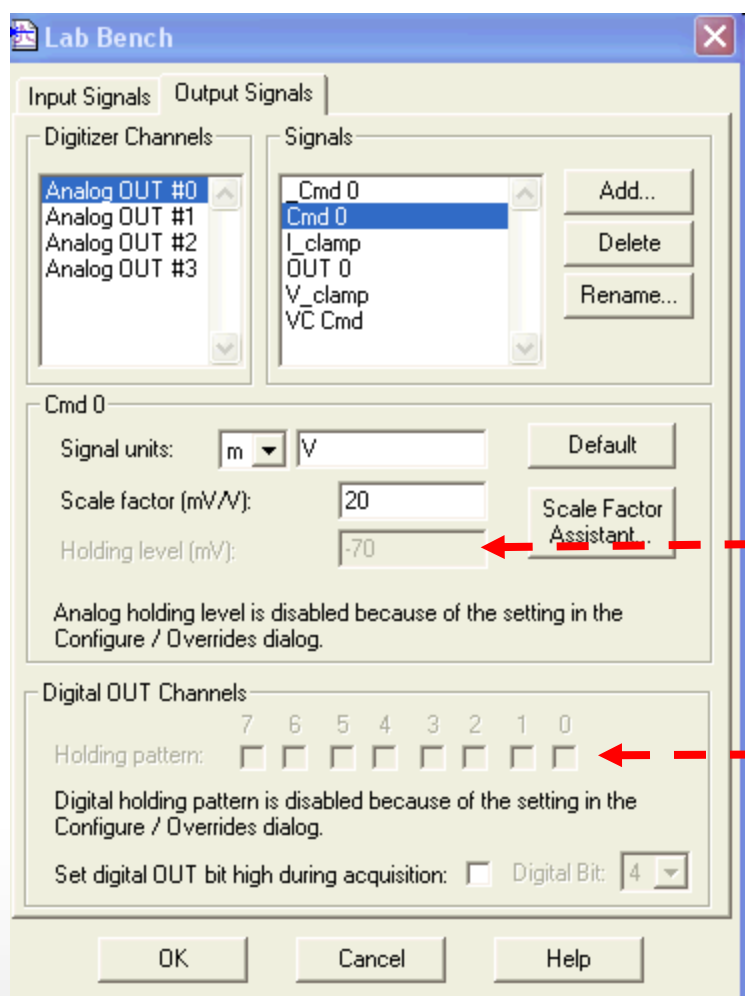 Lab Bench
Input Signals Output Signals
Digitizer Channels
Analog OUT #0
Analog OUT #1
Analog OUT #2
Analog OUT #3
Signals
_Cmd 0
Cmd 0
I_clamp
OUT 0
V_clamp
VC Cmd
Add...
Delete
Rename...
Cmd 0
Signal units: m V
Default
Scale factor (mV/V): 20
Scale Factor
Assistant...
Holding level (mV): -70
Analog holding level is disabled because of the setting in the
Configure / Overrides dialog.
Digital OUT Channels
7 6 5 4 3 2 1 0
Holding pattern:
Digital holding pattern is disabled because of the setting in the
Configure / Overrides dialog.
Set digital OUT bit high during acquisition: Digital Bit: 4
OK Cancel Help